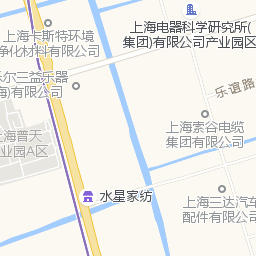 上海卡斯特环境
净化材料有限公司
上海电器科学研究所(
集团)有限公司产业园区
尔三益乐器
海)有限公司
乐谊路
上海索谷电缆
集团有限公司
上海普天
业园A区
水星家纺
上海三达汽车
配件有限公司